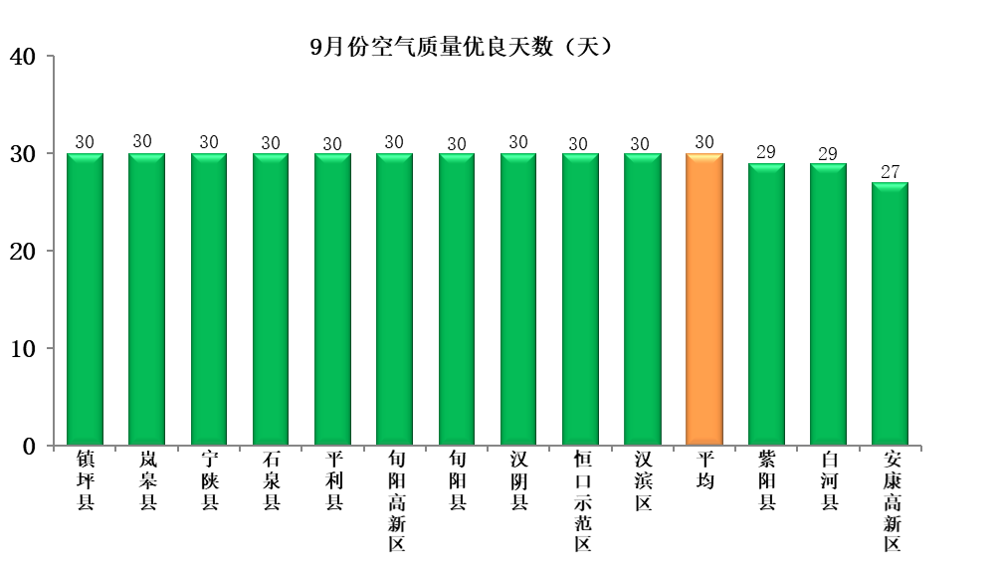 9月份空气质量优良天数（天）
40
30
20
10
0
30
30
30
30
30
30
30
30
30
30
30
29
29
27
镇坪县
岚皋县
宁陕县
石泉县
平利县
旬阳高新区
旬阳县
汉阴县
恒口示范区
汉滨区
平均
紫阳县
白河县
安康高新区